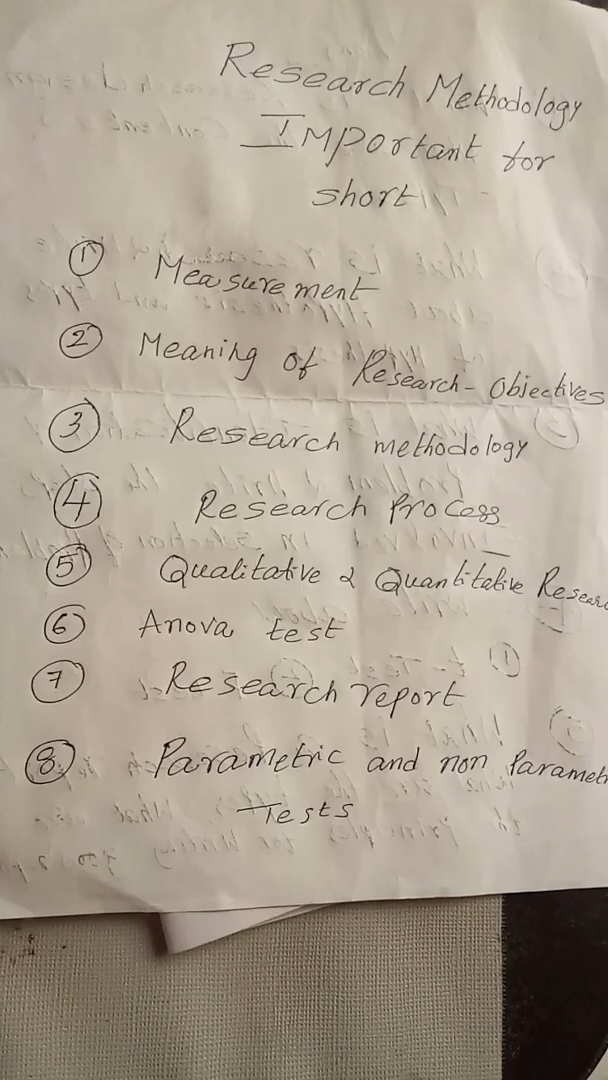 Research Methodology
Important for
short
① Measurement
② Meaning of Research - Objectives
③ Research methodology
④ Research Process
⑤ Qualitative & Quantitative Resear
⑥ Anova test
⑦ Research report
⑧ Parametric and non Paramet
Tests